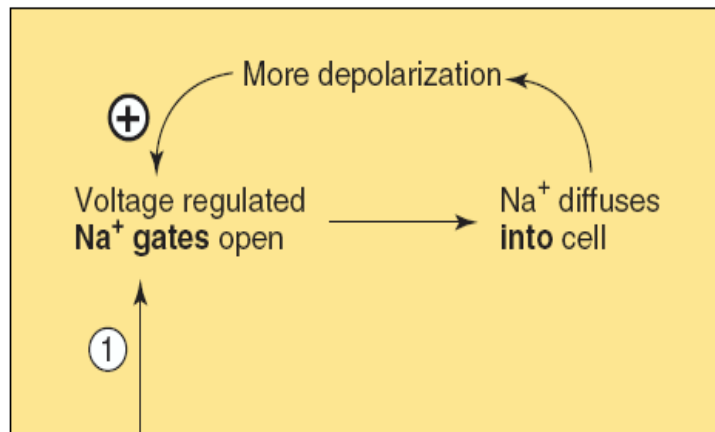 More depolarization
+
Voltage regulated
Na⁺ gates open
Na⁺ diffuses
into cell
1